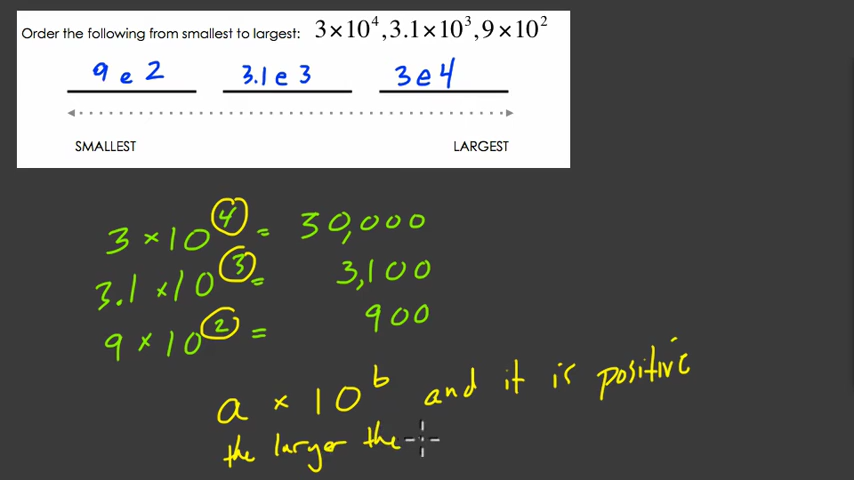 Order the following from smallest to largest: 3×10⁴,3.1×10³,9×10²
9 e 2 3.1 e 3 3 e 4
SMALLEST LARGEST
3 × 10⁴ = 30,000
3.1 × 10³ = 3,100
9 × 10² = 900
a × 10ᵇ and it is positive
the larger the